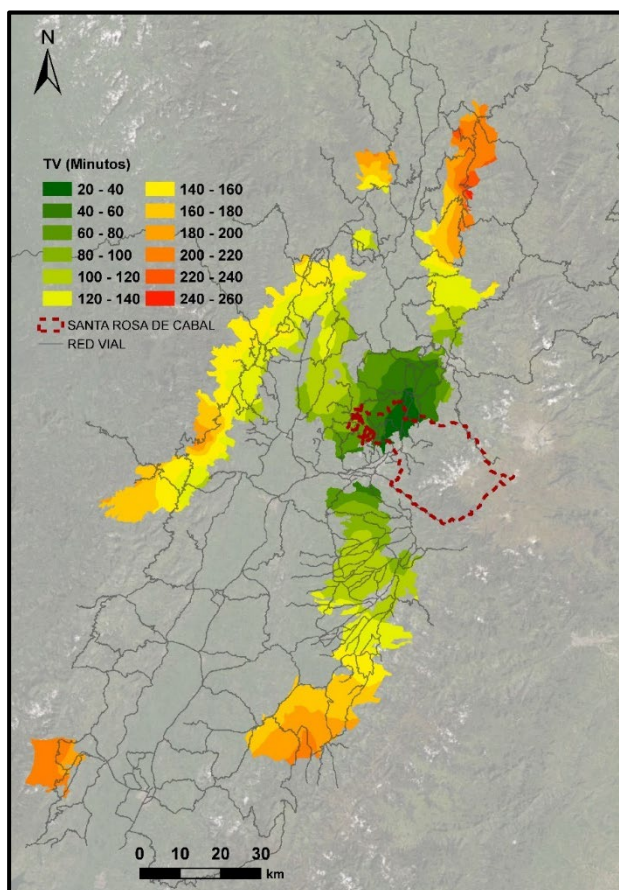 N
TV (Minutos)
20 - 40 140 - 160
40 - 60 160 - 180
60 - 80 180 - 200
80 - 100 200 - 220
100 - 120 220 - 240
120 - 140 240 - 260
SANTA ROSA DE CABAL
RED VIAL
0 10 20 30
km